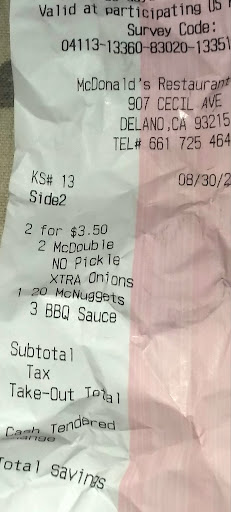 Valid at participating US
Survey Code:
04113-13360-83020-13351
McDonald's Restaurant
907 CECIL AVE
DELANO,CA 93215
TEL# 661 725 464
KS# 13 08/30/2
Side2
2 for $3.50
2 McDouble
NO Pickle
XTRA Onions
1 20 McNuggets
3 BBQ Sauce
Subtotal
Tax
Take-Out Total
Cash Tendered
Change
Total Savings